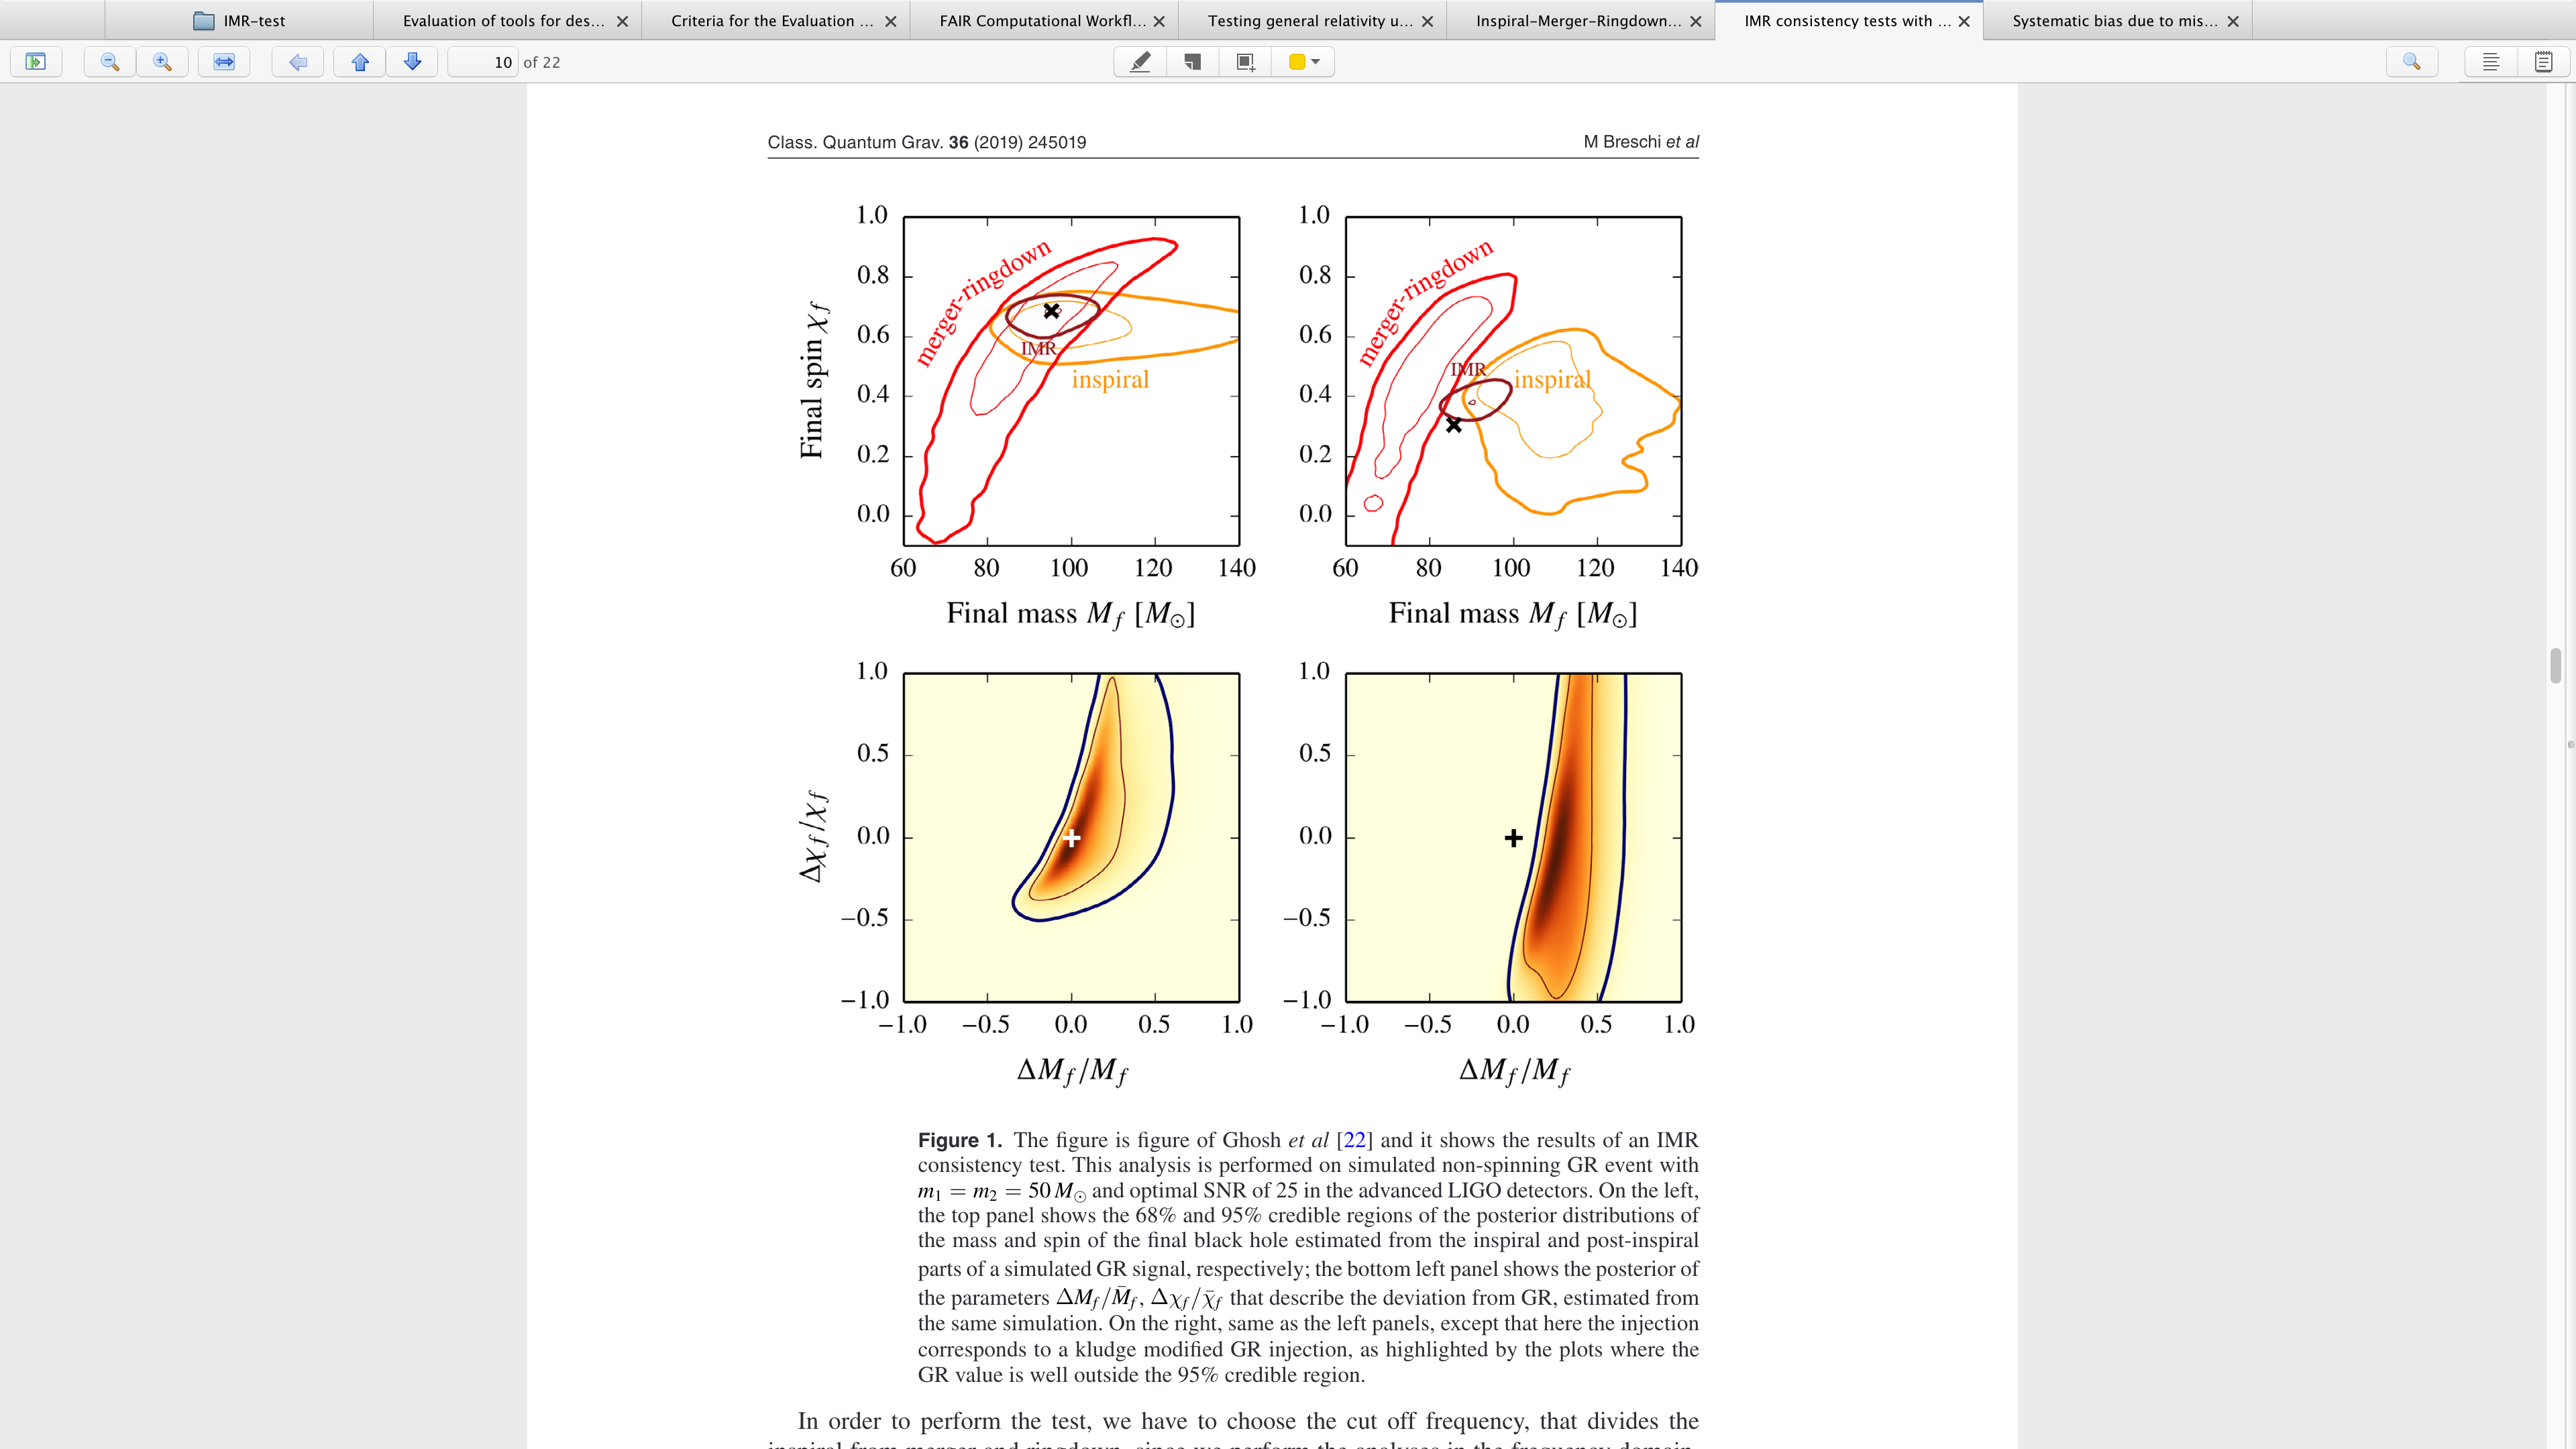 IMR-test
Evaluation of tools for des...
Criteria for the Evaluation ...
FAIR Computational Workfl...
Testing general relativity u...
Inspiral-Merger-Ringdown...
IMR consistency tests with ...
Systematic bias due to mis...
10 of 22
Class. Quantum Grav. 36 (2019) 245019
M Breschi et al
1.0
0.8
0.6
0.4
0.2
0.0
Final spin χf
merger-ringdown
IMR
inspiral
60 80 100 120 140
Final mass Mf [M⊙]
1.0
0.8
0.6
0.4
0.2
0.0
merger-ringdown
IMR
inspiral
60 80 100 120 140
Final mass Mf [M⊙]
1.0
0.5
0.0
−0.5
−1.0
Δχf/χf
−1.0 −0.5 0.0 0.5 1.0
ΔMf/Mf
1.0
0.5
0.0
−0.5
−1.0
−1.0 −0.5 0.0 0.5 1.0
ΔMf/Mf
Figure 1. The figure is figure of Ghosh et al [22] and it shows the results of an IMR
consistency test. This analysis is performed on simulated non-spinning GR event with
m1 = m2 = 50 M⊙ and optimal SNR of 25 in the advanced LIGO detectors. On the left,
the top panel shows the 68% and 95% credible regions of the posterior distributions of
the mass and spin of the final black hole estimated from the inspiral and post-inspiral
parts of a simulated GR signal, respectively; the bottom left panel shows the posterior of
the parameters ΔMf/M̄f, Δχf/χ̄f that describe the deviation from GR, estimated from
the same simulation. On the right, same as the left panels, except that here the injection
corresponds to a kludge modified GR injection, as highlighted by the plots where the
GR value is well outside the 95% credible region.
In order to perform the test, we have to choose the cut off frequency, that divides the
inspiral from merger and ringdown, since we perform the analyses in the frequency domain.